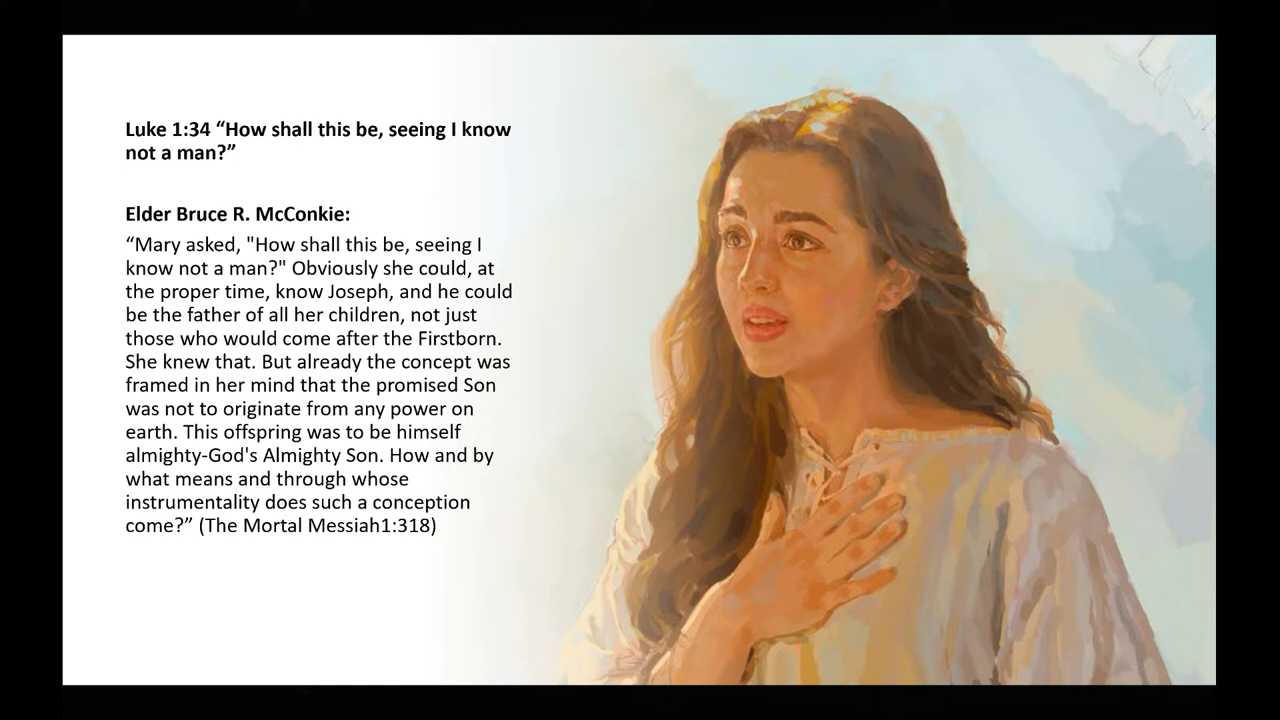 Luke 1:34 “How shall this be, seeing I know
not a man?”
Elder Bruce R. McConkie:
“Mary asked, "How shall this be, seeing I
know not a man?" Obviously she could, at
the proper time, know Joseph, and he could
be the father of all her children, not just
those who would come after the Firstborn.
She knew that. But already the concept was
framed in her mind that the promised Son
was not to originate from any power on
earth. This offspring was to be himself
almighty-God's Almighty Son. How and by
what means and through whose
instrumentality does such a conception
come?” (The Mortal Messiah1:318)